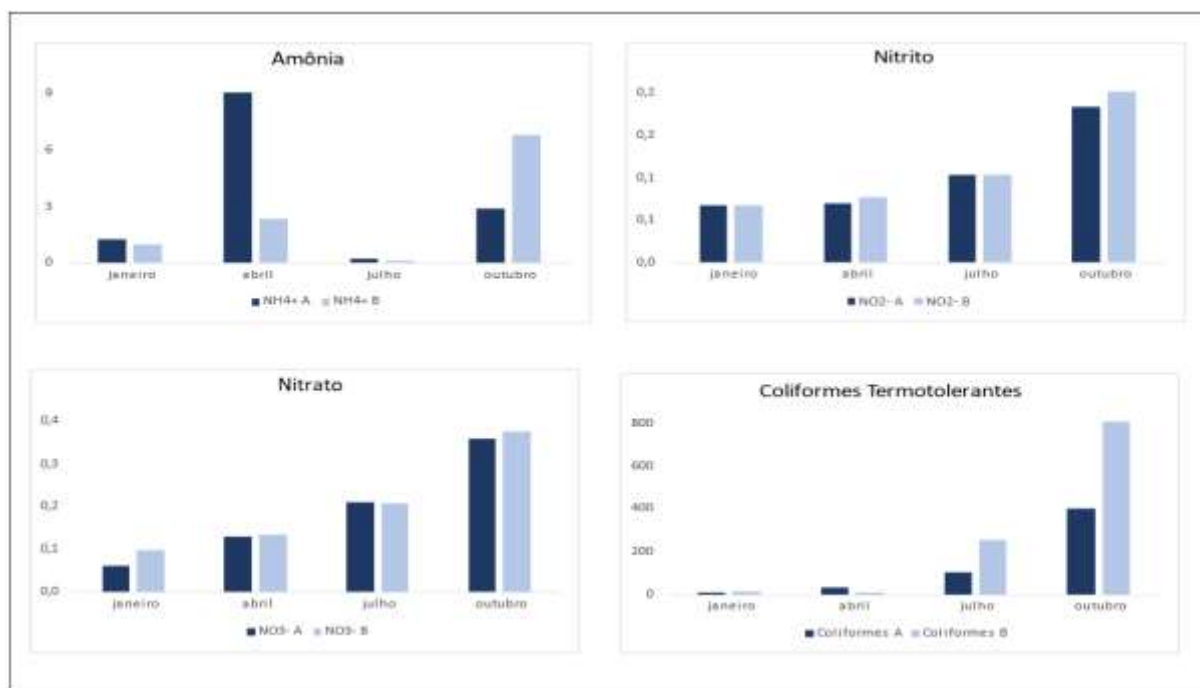 Amônia
9
6
3
0
janeiro abril julho outubro
NH4+ A NH4+ B
Nitrito
0,2
0,2
0,1
0,1
0,0
janeiro abril julho outubro
NO2- A NO2- B
Nitrato
0,4
0,3
0,2
0,1
0,0
janeiro abril julho outubro
NO3- A NO3- B
Coliformes Termotolerantes
800
600
400
200
0
janeiro abril julho outubro
Coliformes A Coliformes B